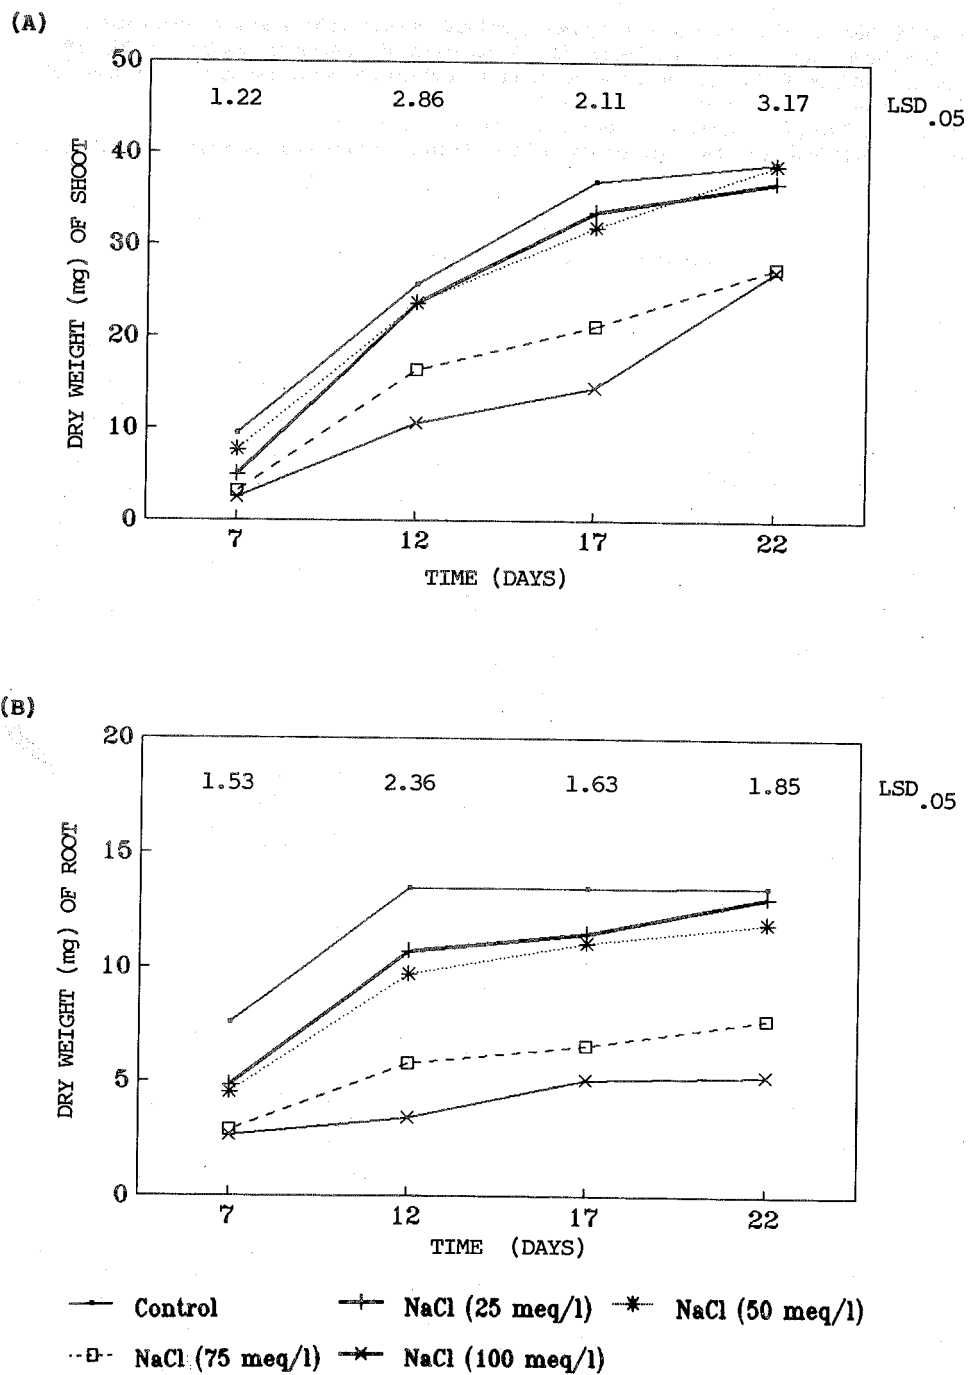 (A)
50
1.22 2.86 2.11 3.17 LSD.05
40
30
20
10
0
DRY WEIGHT (mg) OF SHOOT
7 12 17 22
TIME (DAYS)
(B)
20
1.53 2.36 1.63 1.85 LSD.05
15
10
5
0
DRY WEIGHT (mg) OF ROOT
7 12 17 22
TIME (DAYS)
Control NaCl (25 meq/l) NaCl (50 meq/l)
NaCl (75 meq/l) NaCl (100 meq/l)